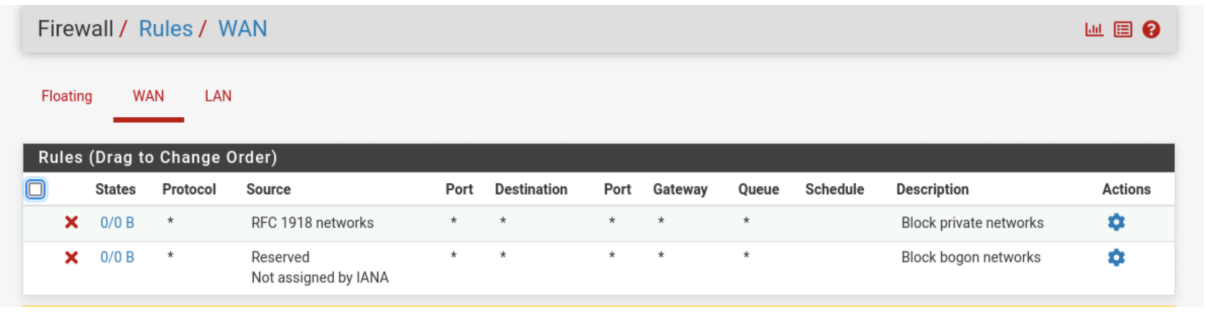 Firewall / Rules / WAN
Floating WAN LAN
Rules (Drag to Change Order)
States Protocol Source Port Destination Port Gateway Queue Schedule Description Actions
0/0 B * RFC 1918 networks * * * * * Block private networks
0/0 B * Reserved * * * * * Block bogon networks
Not assigned by IANA